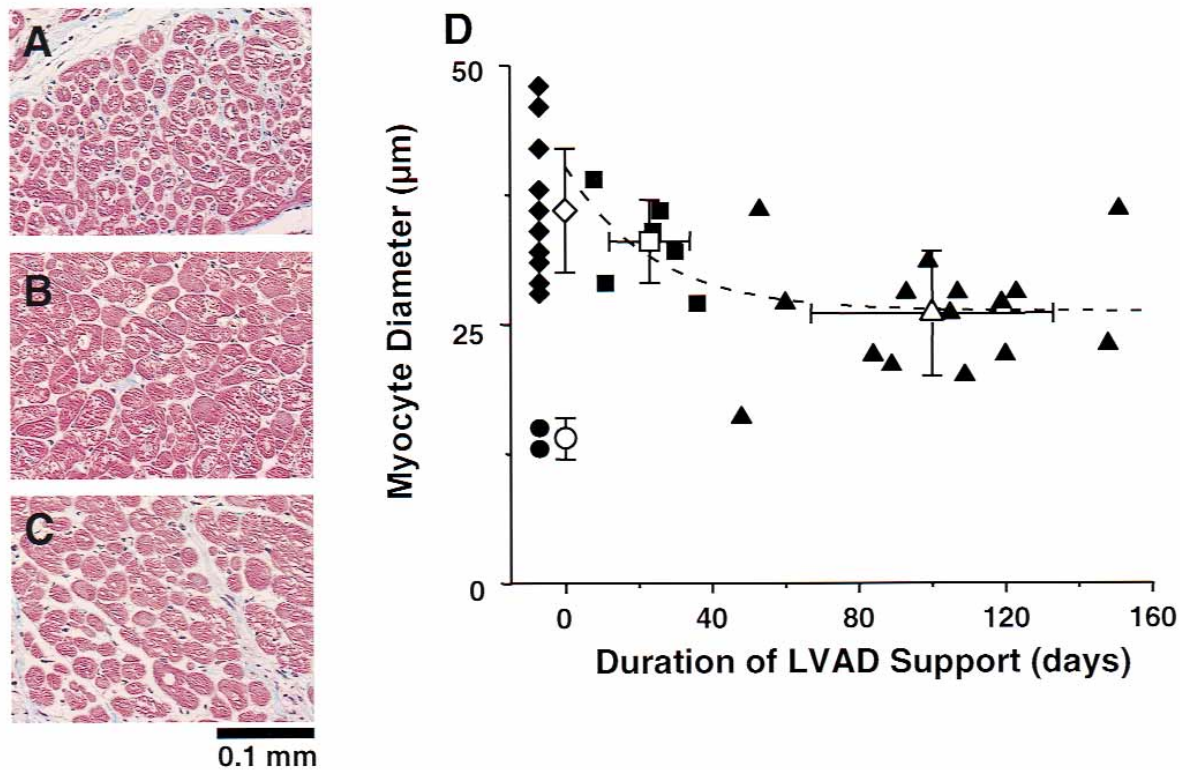 A
B
C
0.1 mm
D
Myocyte Diameter (μm)
50
25
0
0 40 80 120 160
Duration of LVAD Support (days)